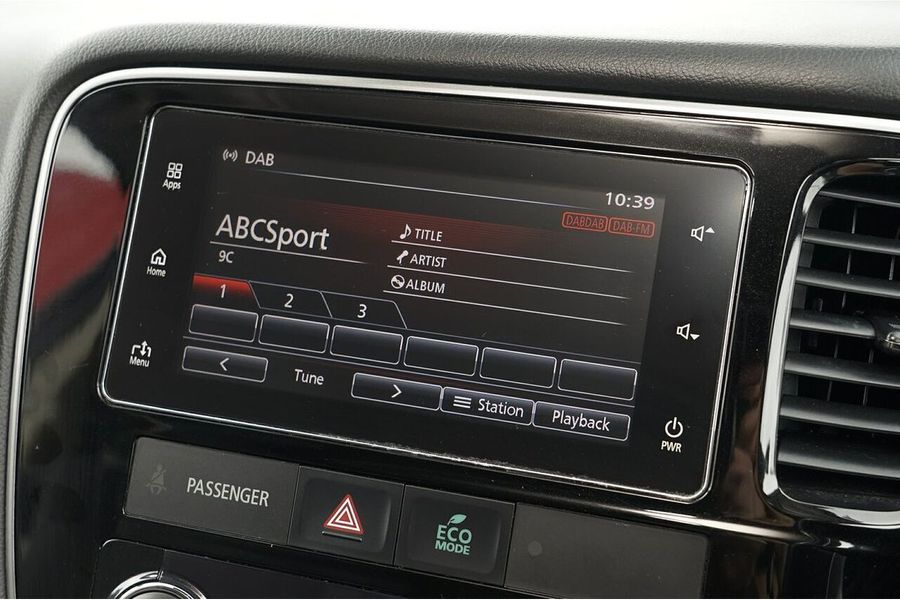 DAB
10:39
DABDAB DAB-FM
Apps
ABCSport
TITLE
9C
ARTIST
Home
ALBUM
1 2 3
Menu
< Tune > Station Playback
PWR
PASSENGER
ECO
MODE